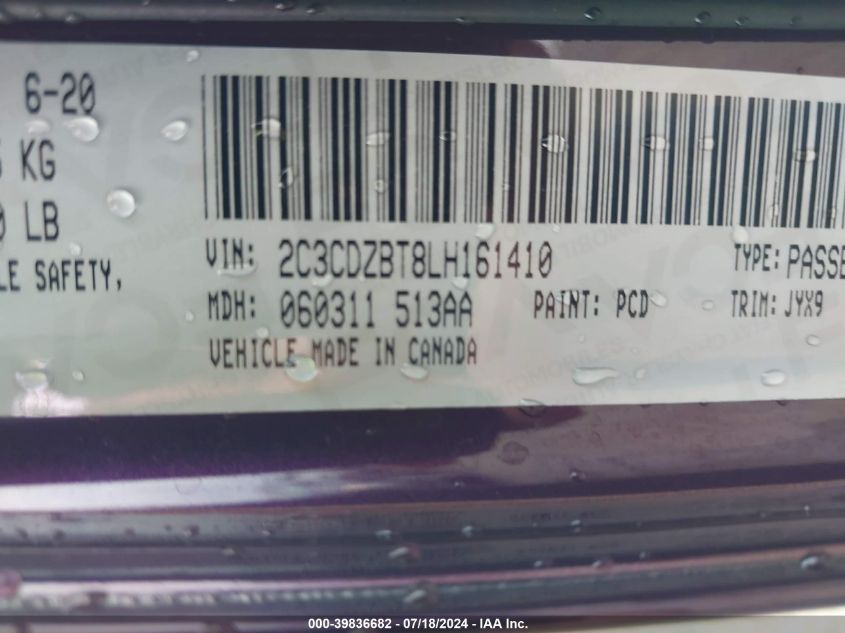 6-20
KG
LB
LE SAFETY,
VIN: 2C3CDZBT8LH161410
TYPE: PASSE
MDH: 060311 513AA
PAINT: PCD
TRIM: JYX9
VEHICLE MADE IN CANADA
000-39836682 - 07/18/2024 - IAA Inc.